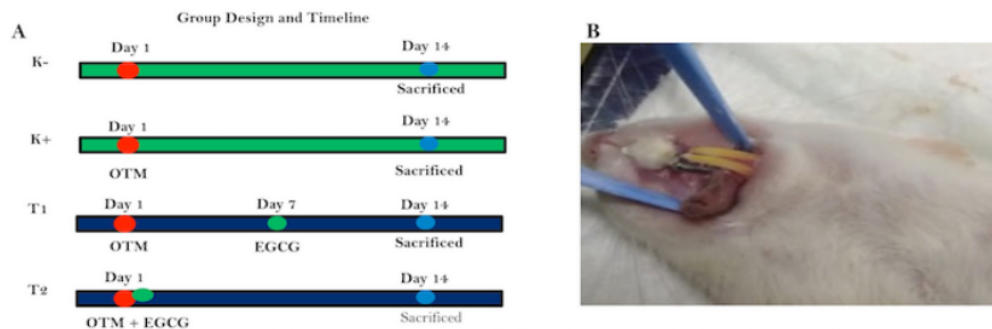 Group Design and Timeline
A
B
K-
Day 1
Day 14
Sacrificed
K+
Day 1
Day 14
OTM
Sacrificed
T1
Day 1
Day 7
Day 14
OTM
EGCG
Sacrificed
T2
Day 1
Day 14
OTM + EGCG
Sacrificed